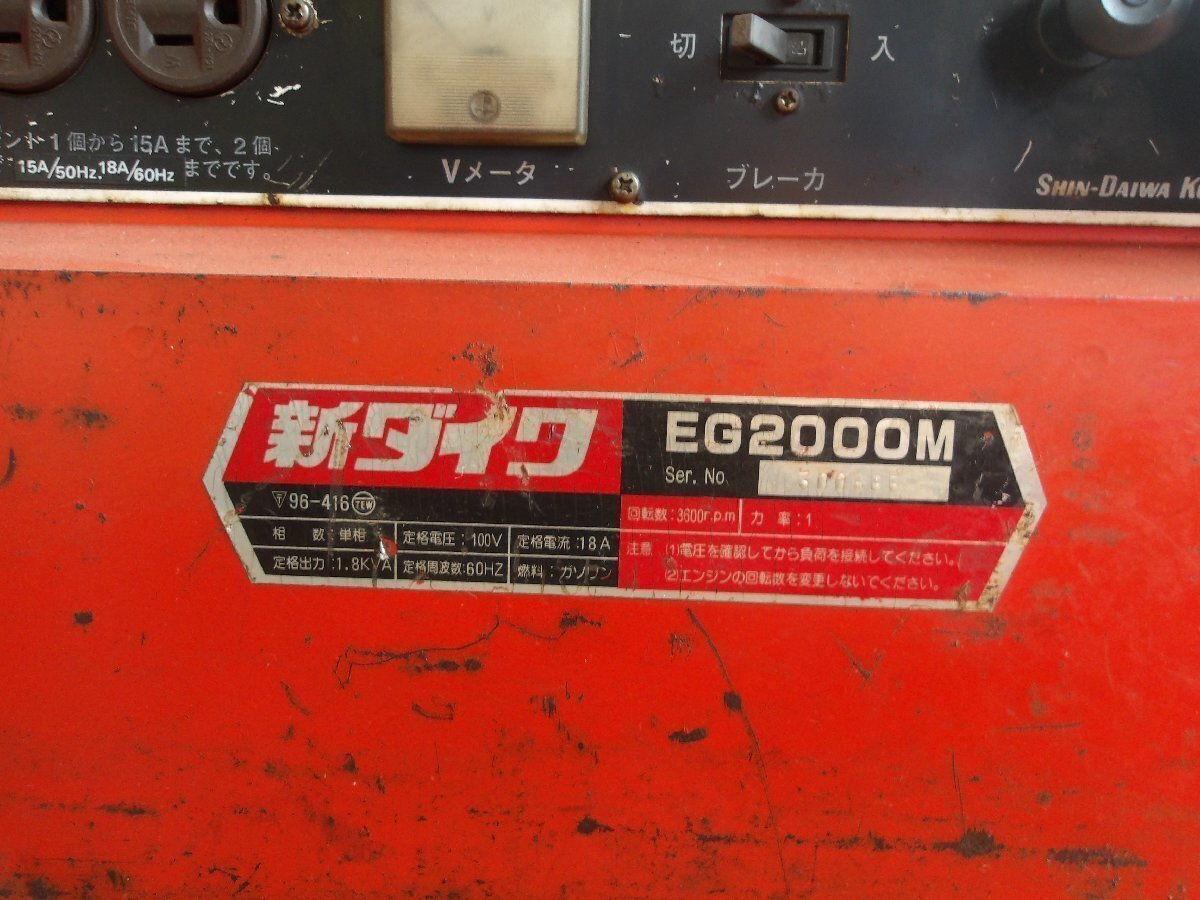 切 入
ント1個から15Aまで、2個
15A/50Hz.18A/60Hz までです。
Vメータ
ブレーカ
SHIN-DAIWA
新ダイワ
EG2000M
Ser. No
96-416
TEW
相数:単相 定格電圧:100V 定格電流:18A
定格出力:1.8KVA 定格周波数:60HZ 燃料:ガソリン
回転数:3600r.p.m 力率:1
注意 (1)電圧を確認してから負荷を接続してください。
(2)エンジンの回転数を変更しないでください。